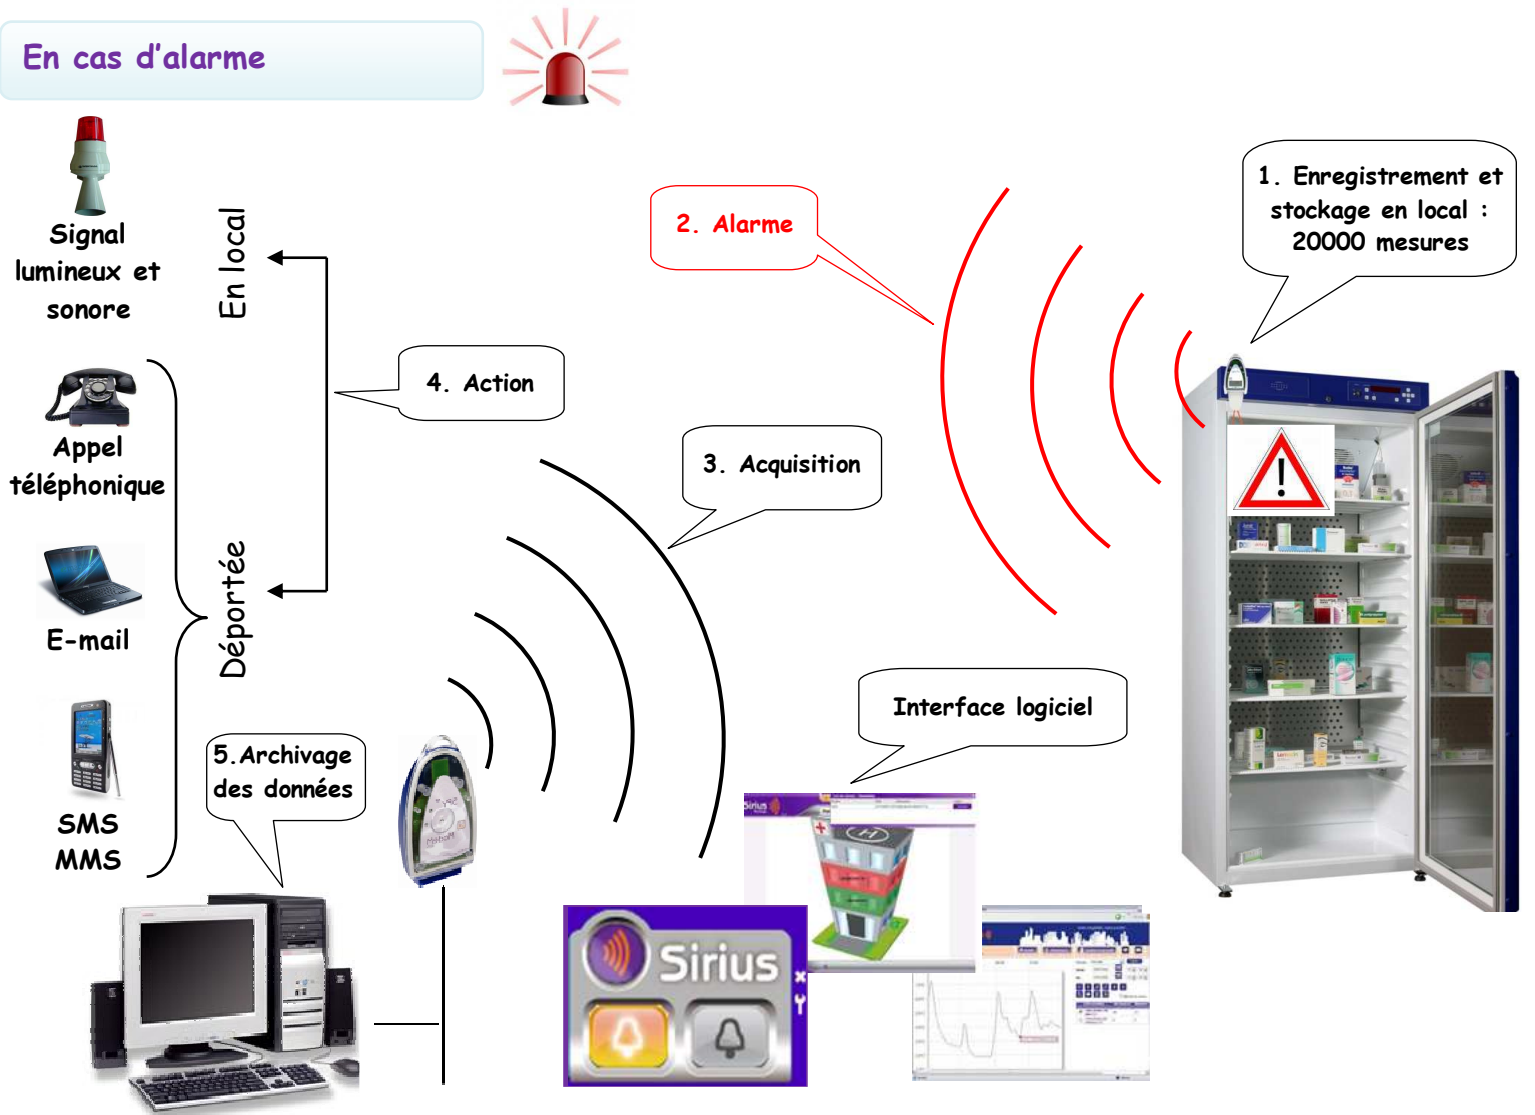 En cas d'alarme
1. Enregistrement et
stockage en local :
20000 mesures
2. Alarme
Signal
lumineux et
sonore
En local
4. Action
3. Acquisition
Appel
téléphonique
E-mail
Déportée
SMS
MMS
5.Archivage
des données
Interface logiciel
Sirius
H
Sirius